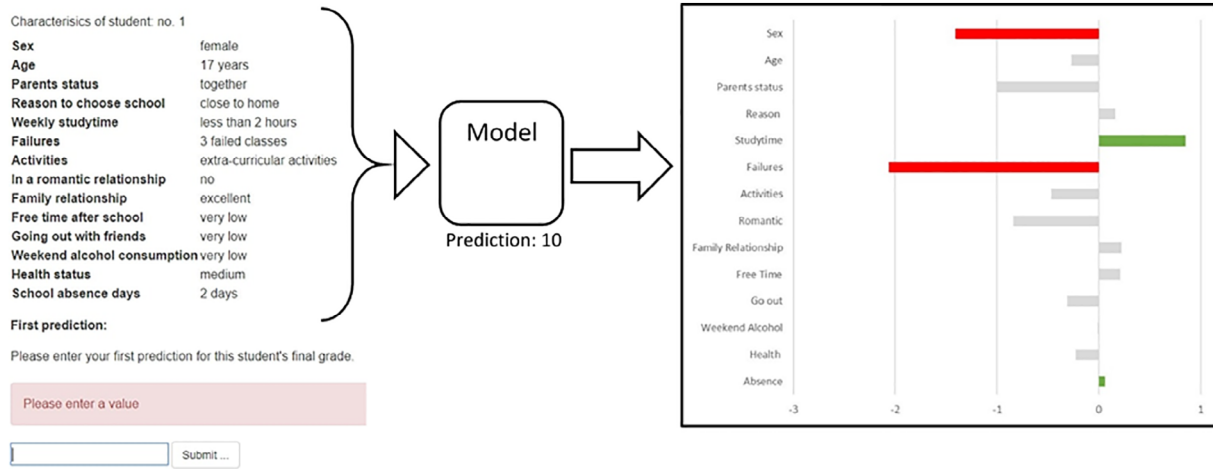 Characterisics of student: no. 1
Sex female
Age 17 years
Parents status together
Reason to choose school close to home
Weekly studytime less than 2 hours
Failures 3 failed classes
Activities extra-curricular activities
In a romantic relationship no
Family relationship excellent
Free time after school very low
Going out with friends very low
Weekend alcohol consumption very low
Health status medium
School absence days 2 days
First prediction:
Please enter your first prediction for this student's final grade.
Please enter a value
Submit ...
Model
Prediction: 10
Sex
Age
Parents status
Reason
Studytime
Failures
Activities
Romantic
Family Relationship
Free Time
Go out
Weekend Alcohol
Health
Absence
-3 -2 -1 0 1